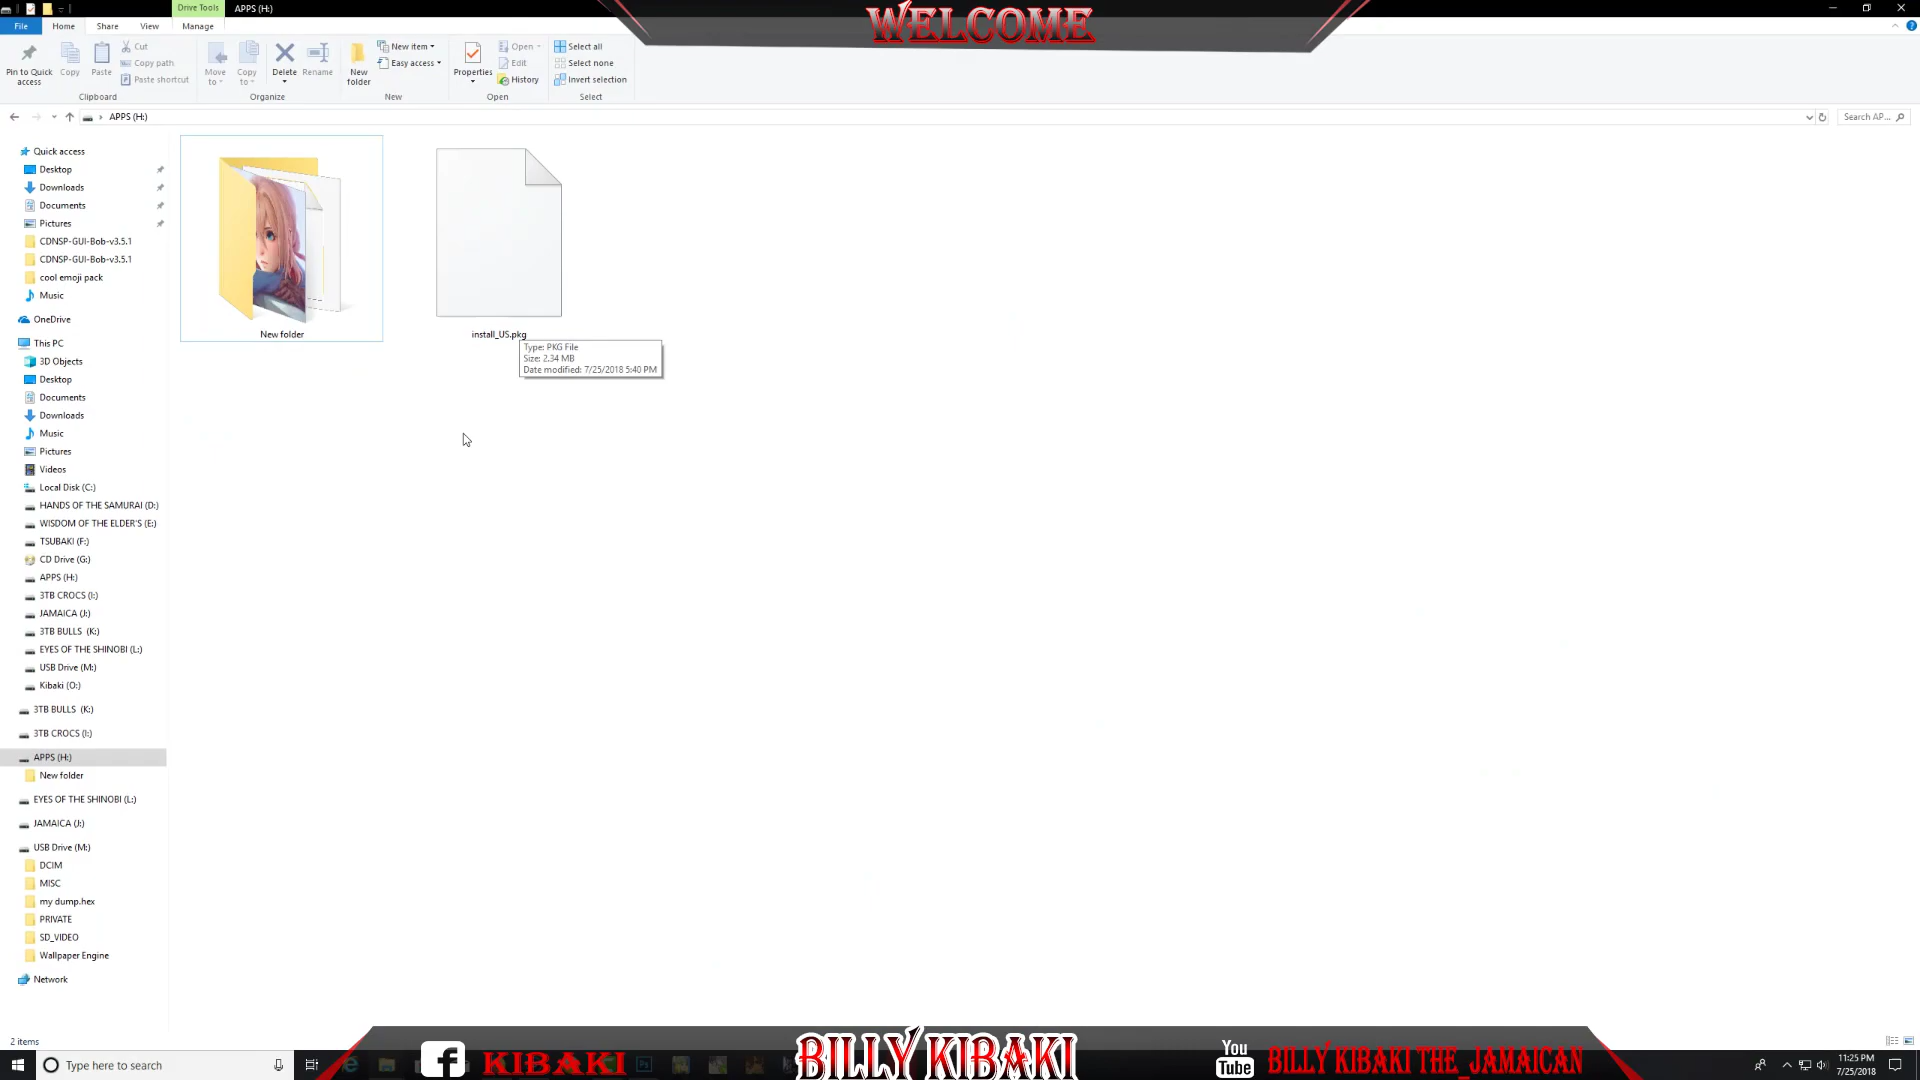 Drive Tools
APPS (H:)
WELCOME
File
Home
Share
View
Manage
Pin to Quick access
Copy
Paste
Cut
Copy path
Paste shortcut
Clipboard
Move to
Copy to
Delete
Rename
Organize
New folder
New item
Easy access
New
Properties
Open
Edit
History
Open
Select all
Select none
Invert selection
Select
APPS (H:)
Search AP...
Quick access
Desktop
Downloads
Documents
Pictures
CDNSP-GUI-Bob-v3.5.1
CDNSP-GUI-Bob-v3.5.1
cool emoji pack
Music
OneDrive
This PC
3D Objects
Desktop
Documents
Downloads
Music
Pictures
Videos
Local Disk (C:)
HANDS OF THE SAMURAI (D:)
WISDOM OF THE ELDER'S (E:)
TSUBAKI (F:)
CD Drive (G:)
APPS (H:)
3TB CROCS (I:)
JAMAICA (J:)
3TB BULLS (K:)
EYES OF THE SHINOBI (L:)
USB Drive (M:)
Kibaki (O:)
3TB BULLS (K:)
3TB CROCS (I:)
APPS (H:)
New folder
EYES OF THE SHINOBI (L:)
JAMAICA (J:)
USB Drive (M:)
DCIM
MISC
my dump.hex
PRIVATE
SD_VIDEO
Wallpaper Engine
Network
New folder
install_US.pkg
Type: PKG File
Size: 2.34 MB
Date modified: 7/25/2018 5:40 PM
2 items
Type here to search
KIBAKI
BILLY KIBAKI
You Tube
BILLY KIBAKI THE_JAMAICAN
11:25 PM
7/25/2018